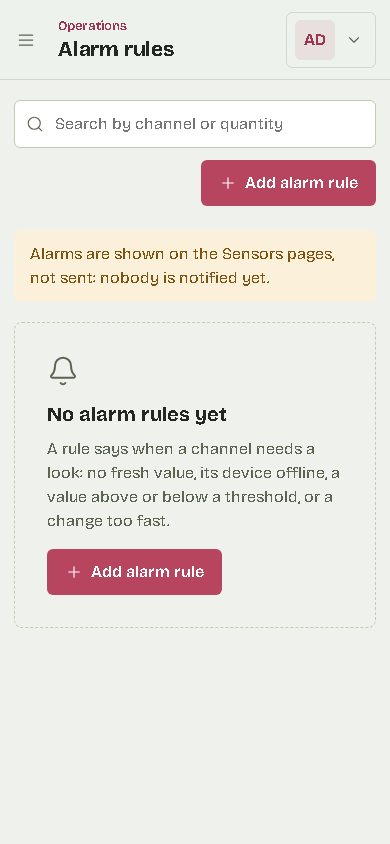 Operations
Alarm rules
AD
Search by channel or quantity
Add alarm rule
Alarms are shown on the Sensors pages,
not sent: nobody is notified yet.
No alarm rules yet
A rule says when a channel needs a
look: no fresh value, its device offline, a
value above or below a threshold, or a
change too fast.
Add alarm rule